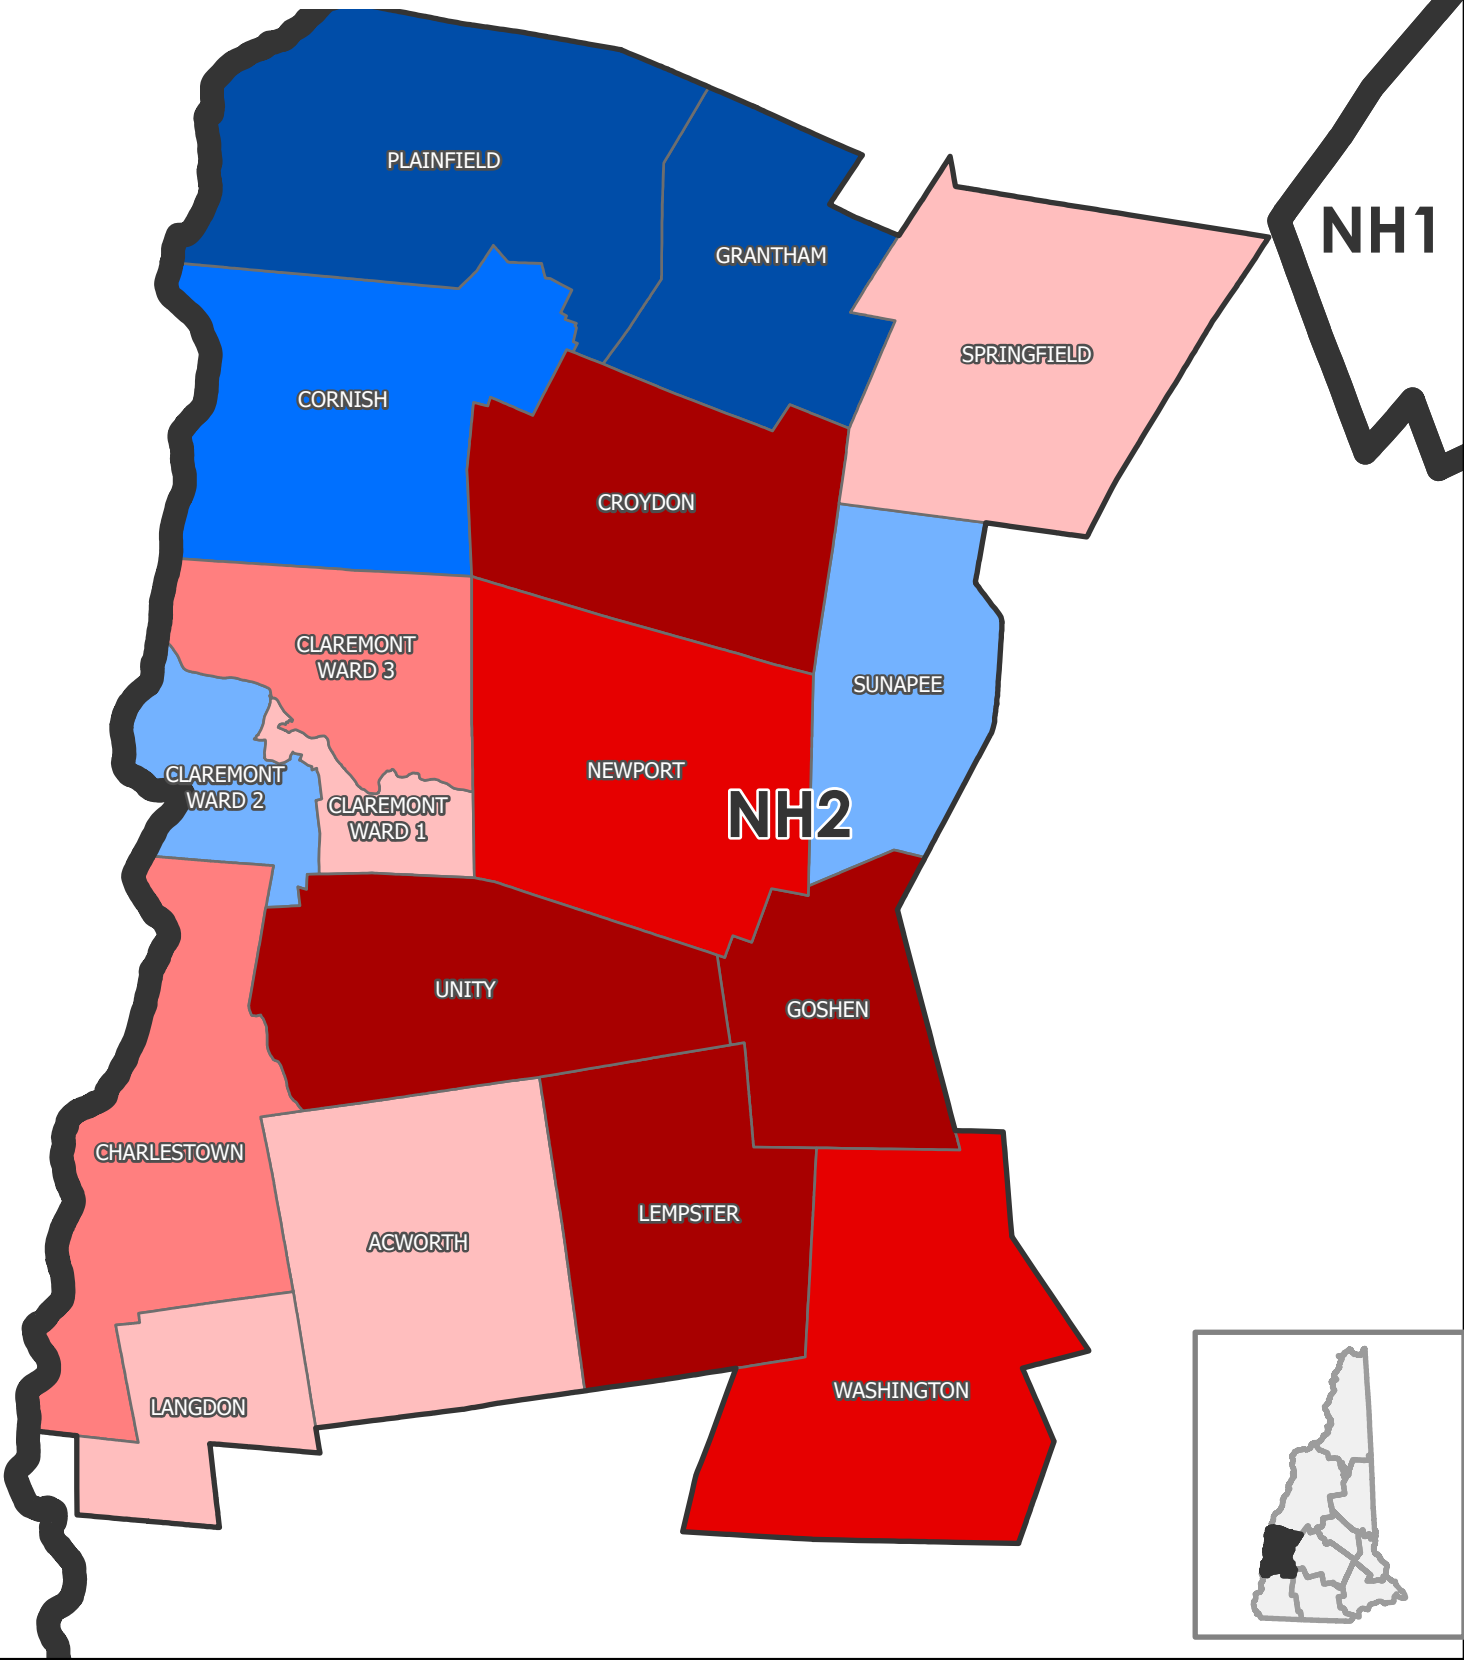 PLAINFIELD
NH1
GRANTHAM
SPRINGFIELD
CORNISH
CROYDON
CLAREMONT
WARD 3
SUNAPEE
NEWPORT
CLAREMONT
WARD 2
CLAREMONT
WARD 1
NH2
UNITY
GOSHEN
CHARLESTOWN
LEMPSTER
ACWORTH
WASHINGTON
LANGDON